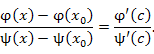 φ(x) − φ(x₀) / ψ(x) − ψ(x₀) = φ′(c) / ψ′(c).